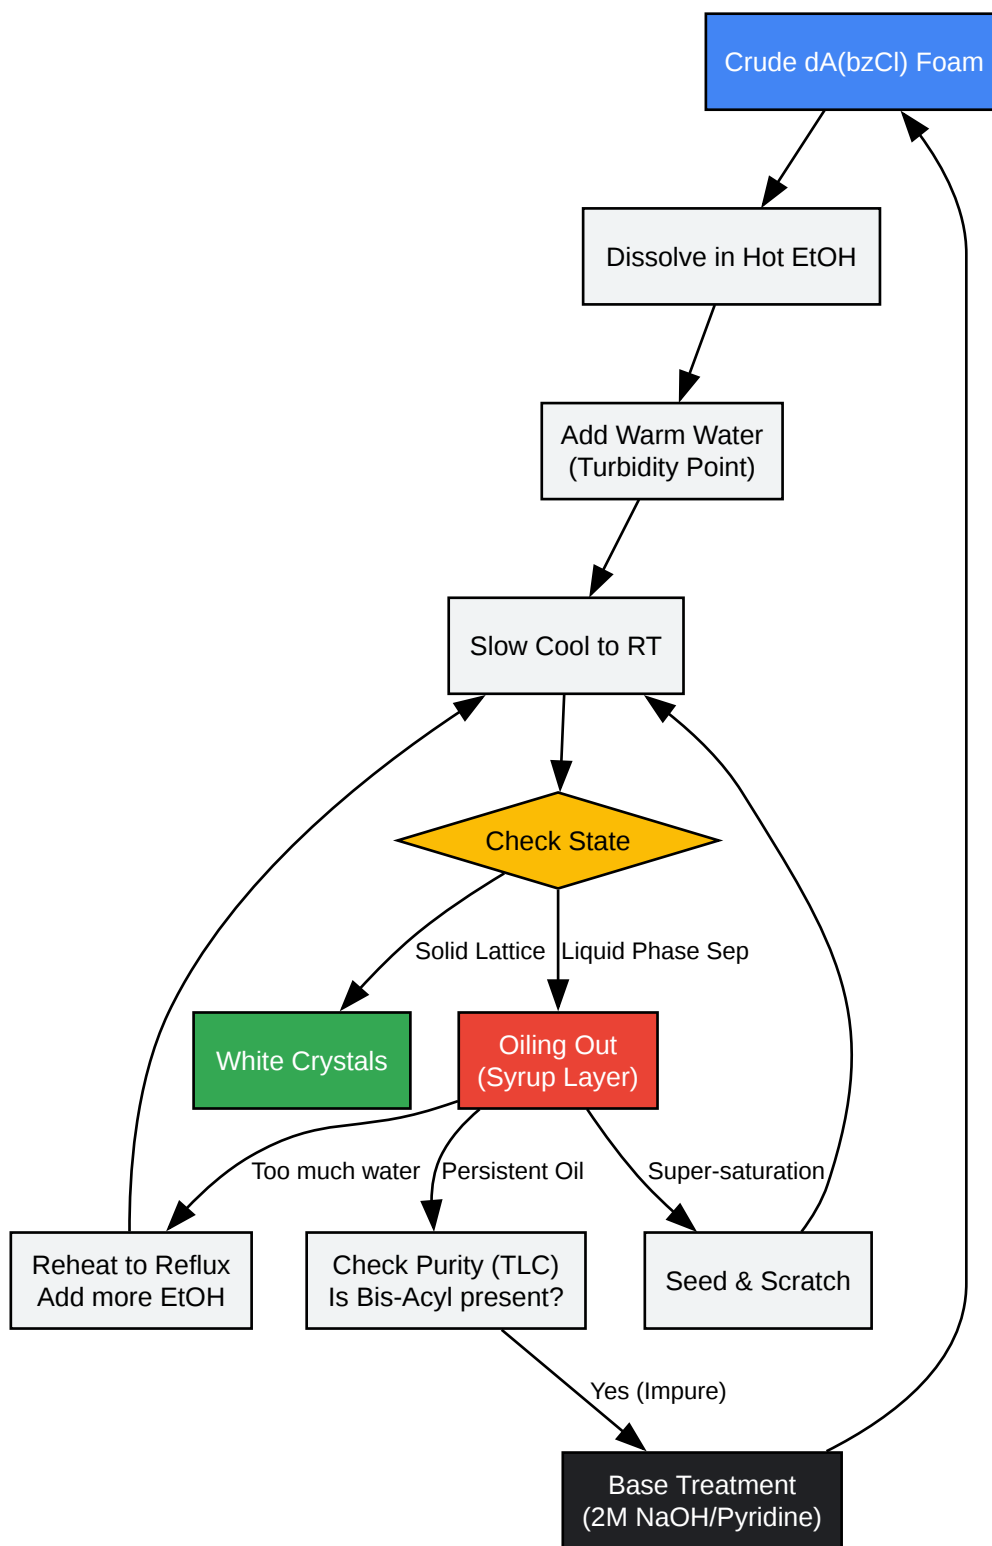 Crude dA(bzCl) Foam
Dissolve in Hot EtOH
Add Warm Water
(Turbidity Point)
Slow Cool to RT
Check State
Solid Lattice
Liquid Phase Sep
White Crystals
Oiling Out
(Syrup Layer)
Too much water
Persistent Oil
Super-saturation
Reheat to Reflux
Add more EtOH
Check Purity (TLC)
Is Bis-Acyl present?
Seed & Scratch
Yes (Impure)
Base Treatment
(2M NaOH/Pyridine)